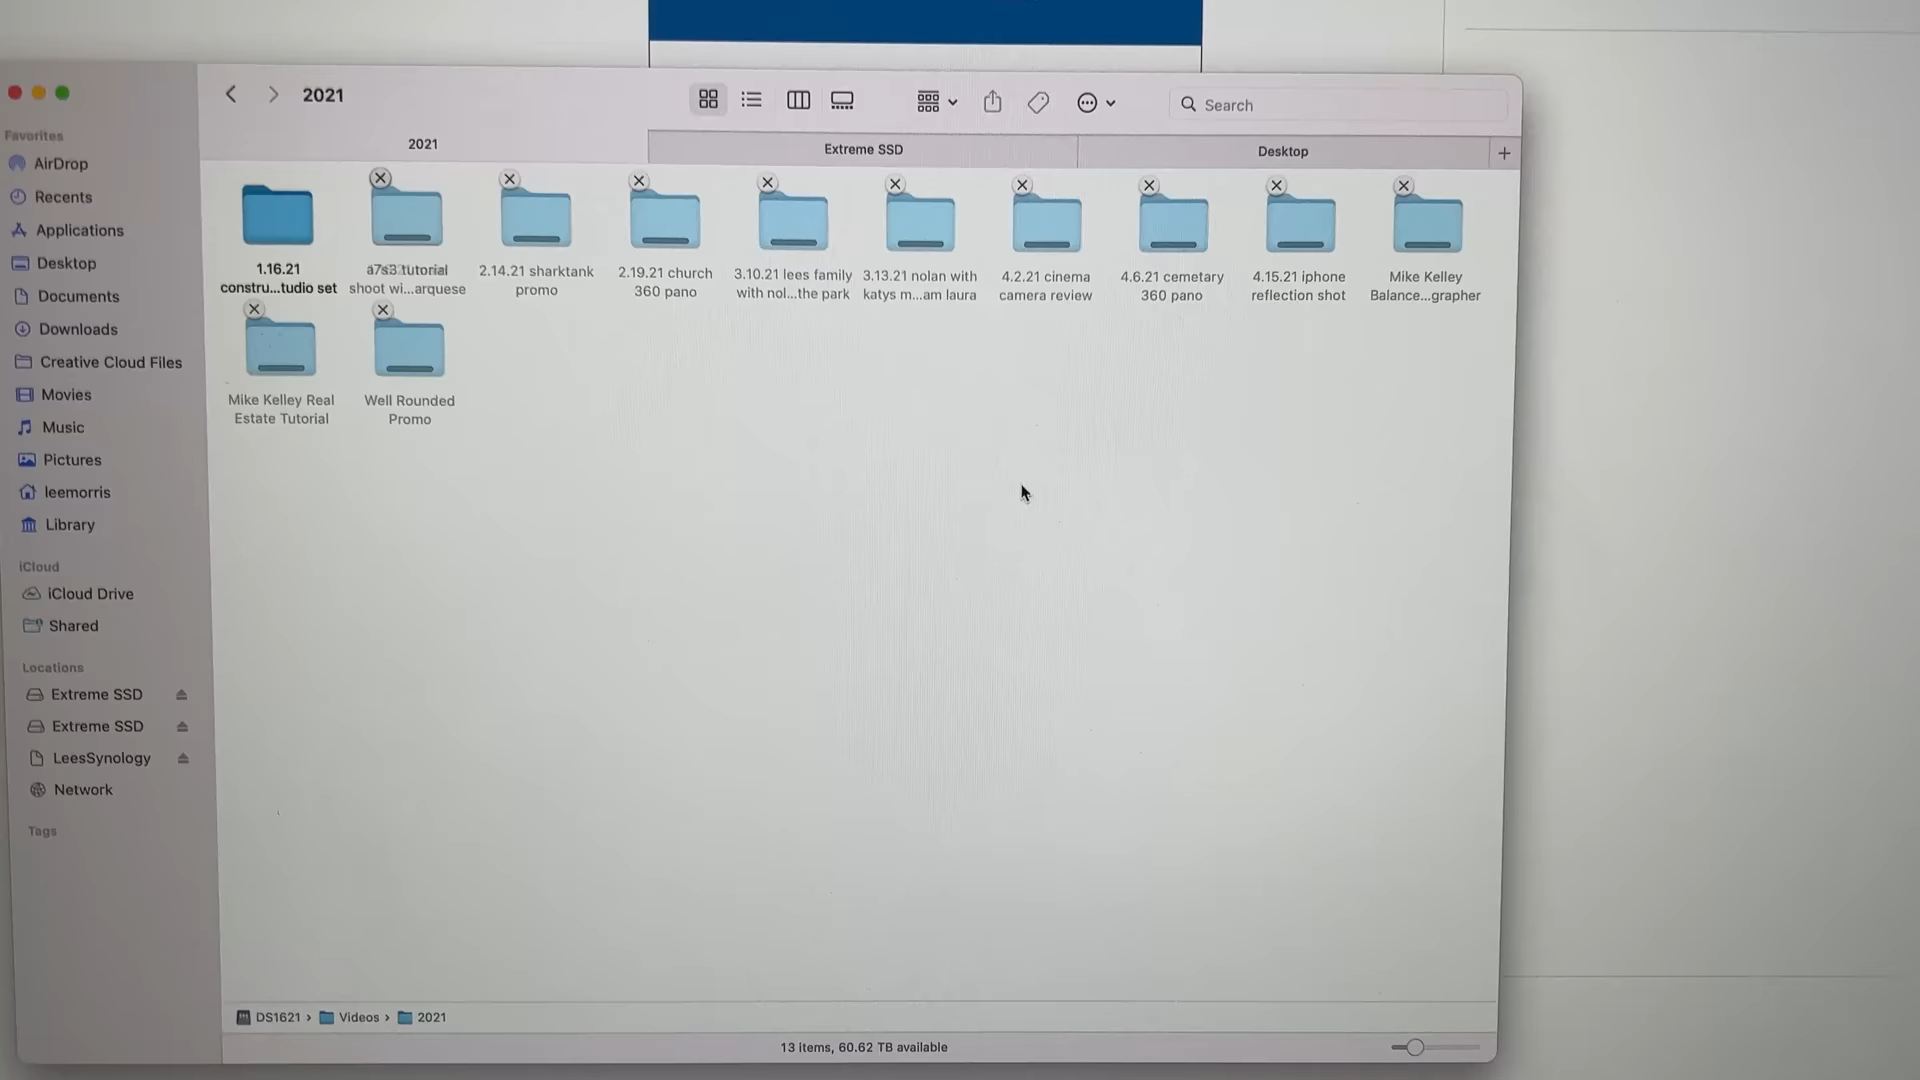 2021
Search
2021
Extreme SSD
Desktop
Favorites
AirDrop
Recents
Applications
Desktop
Documents
Downloads
Creative Cloud Files
Movies
Music
Pictures
leemorris
Library
iCloud
iCloud Drive
Shared
Locations
Extreme SSD
Extreme SSD
LeesSynology
Network
Tags
1.16.21
constru...tudio set
a7s3 tutorial
shoot wi...arquese
2.14.21 sharktank
promo
2.19.21 church
360 pano
3.10.21 lees family
with nol...the park
3.13.21 nolan with
katys m...am laura
4.2.21 cinema
camera review
4.6.21 cemetary
360 pano
4.15.21 iphone
reflection shot
Mike Kelley
Balance...grapher
Mike Kelley Real
Estate Tutorial
Well Rounded
Promo
DS1621 › Videos › 2021
13 items, 60.62 TB available